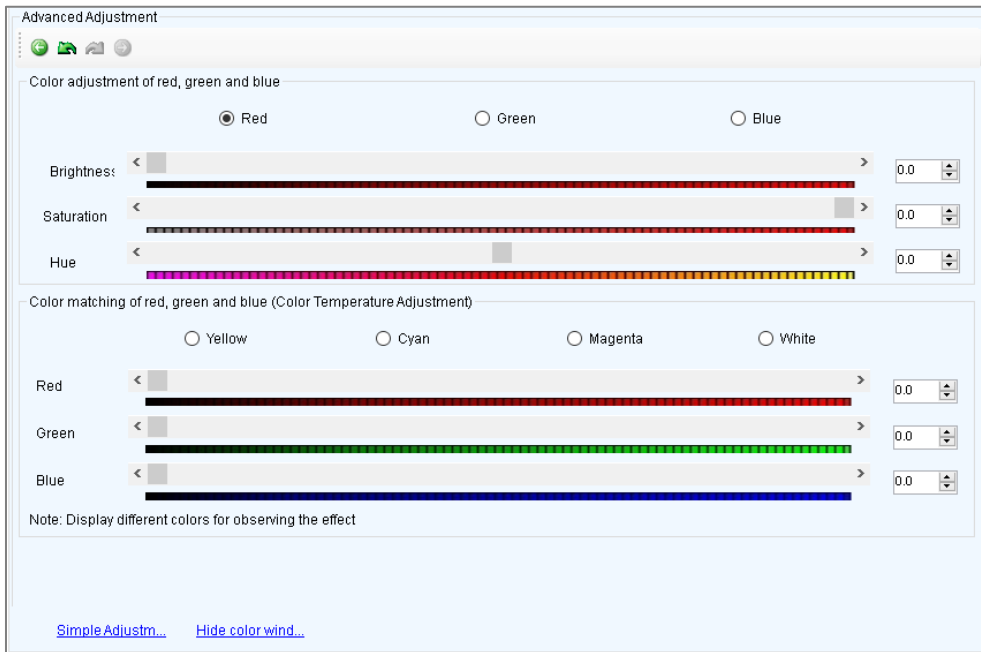 Advanced Adjustment
Color adjustment of red, green and blue
Red Green Blue
Brightness 0.0
Saturation 0.0
Hue 0.0
Color matching of red, green and blue (Color Temperature Adjustment)
Yellow Cyan Magenta White
Red 0.0
Green 0.0
Blue 0.0
Note: Display different colors for observing the effect
Simple Adjustm... Hide color wind...